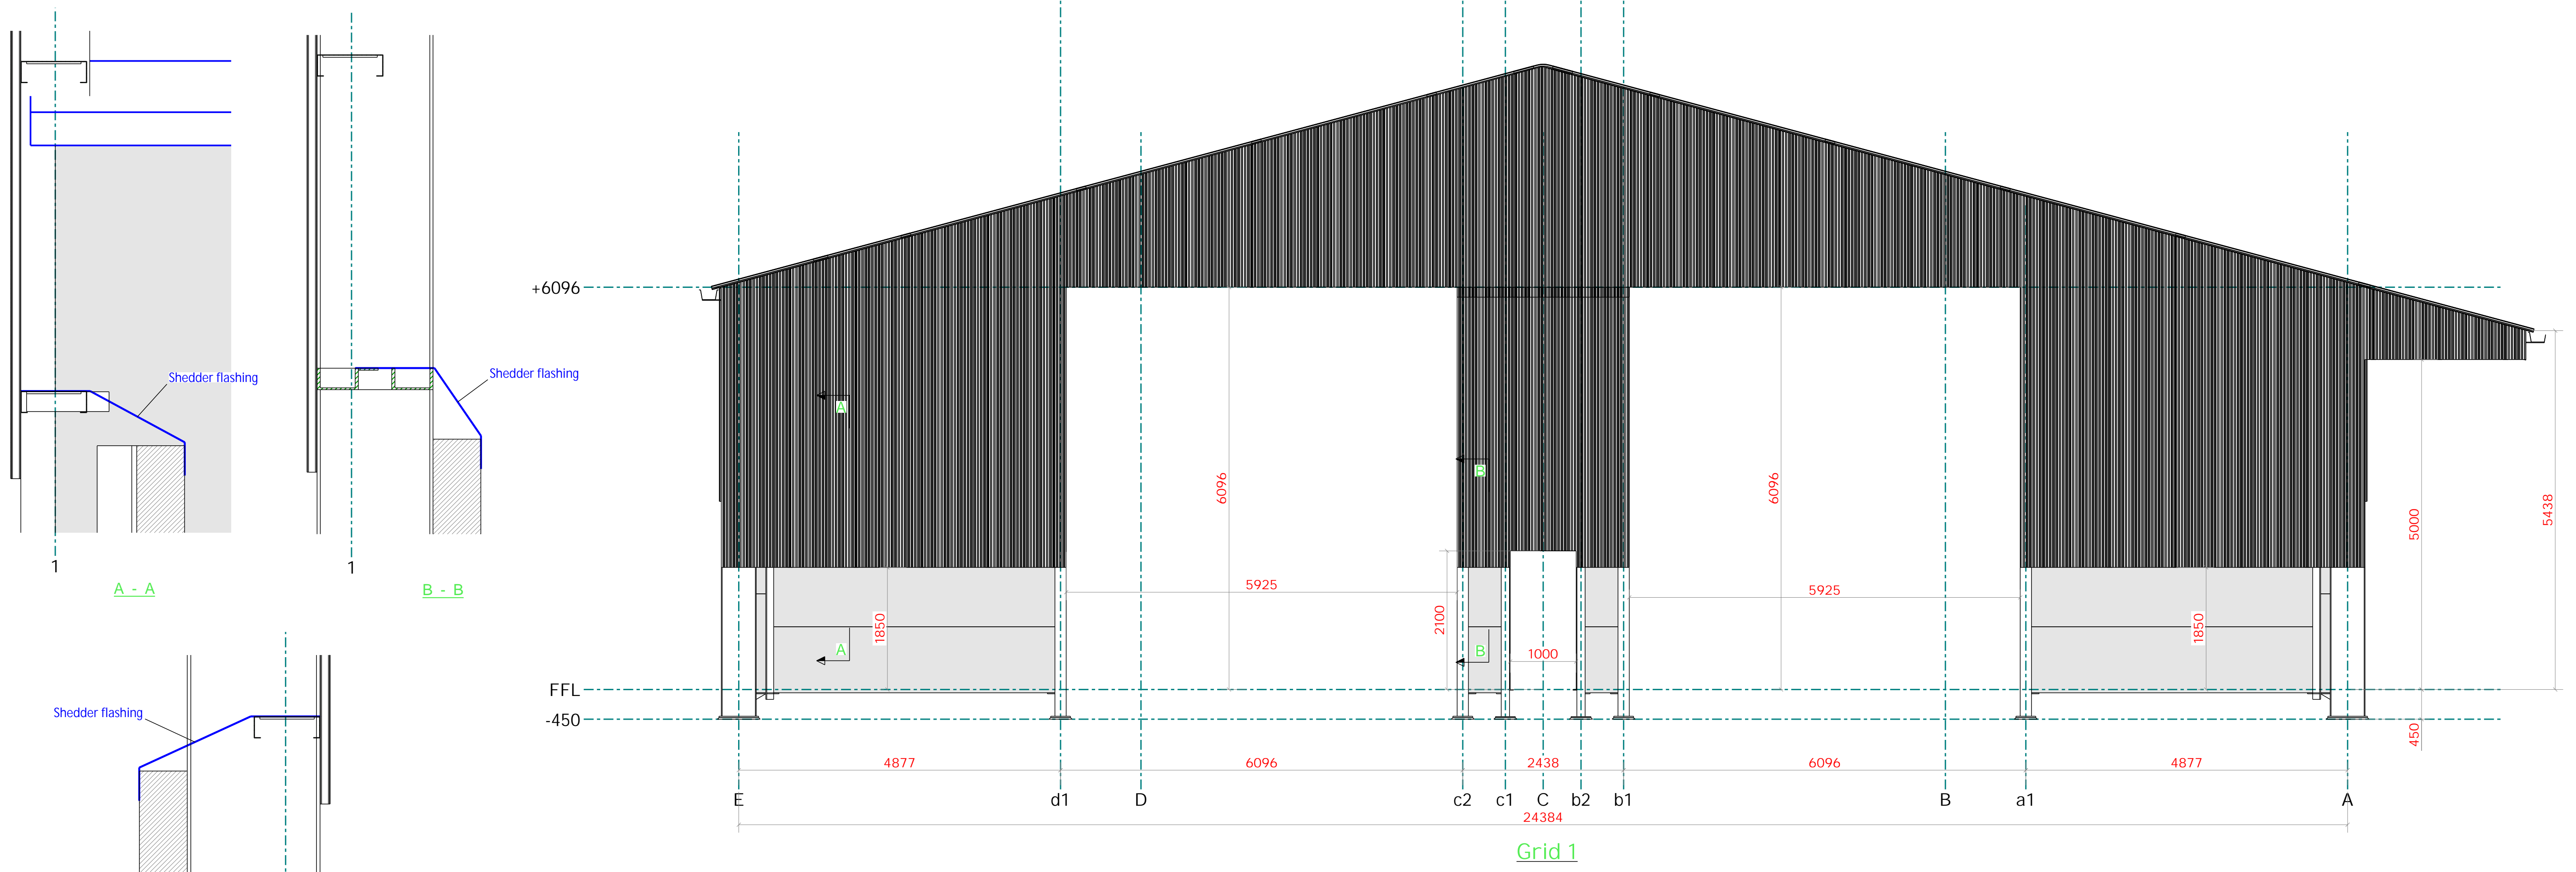 Shedder flashing
1
A - A
Shedder flashing
1
B - B
Shedder flashing
+6096
FFL
-450
A
A
B
B
6096
6096
5925
5925
1850
2100
1000
1850
5000
5438
450
4877
6096
2438
6096
4877
E
d1
D
c2
c1
C
b2
b1
B
a1
A
24384
Grid 1